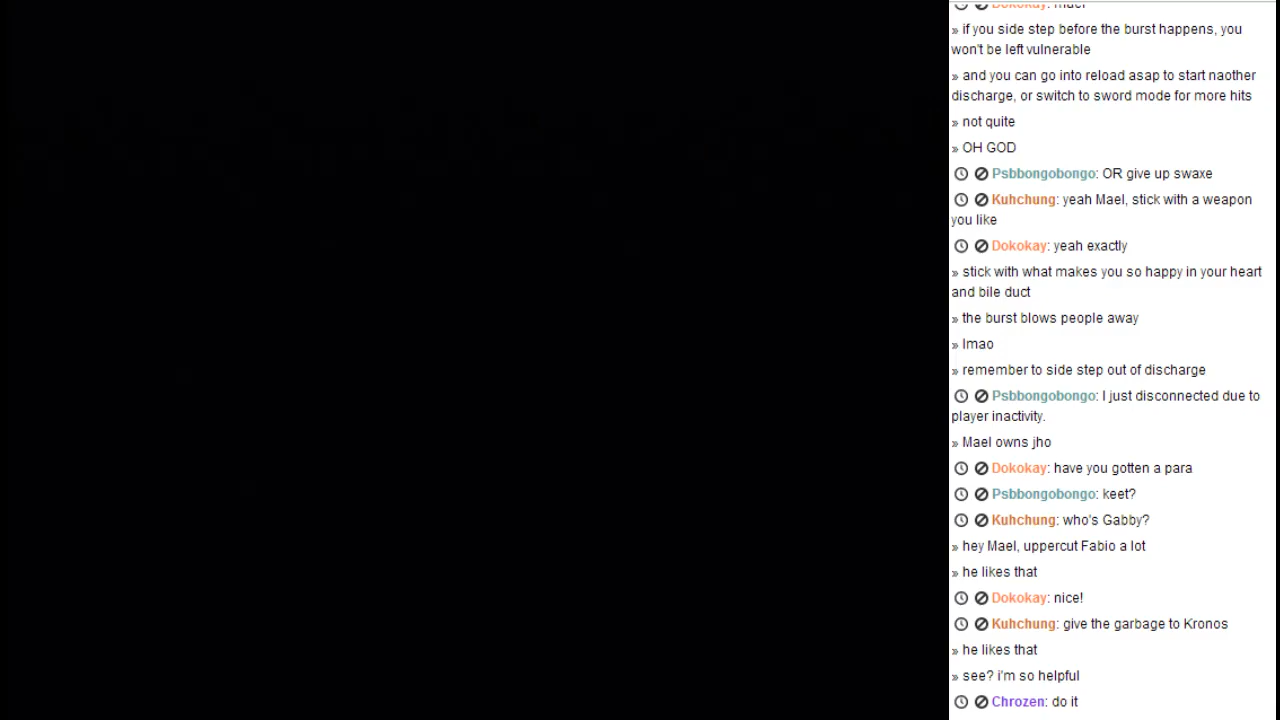 Dokokay: mael
» if you side step before the burst happens, you
won't be left vulnerable
» and you can go into reload asap to start naother
discharge, or switch to sword mode for more hits
» not quite
» OH GOD
Psbbongobongo: OR give up swaxe
Kuhchung: yeah Mael, stick with a weapon
you like
Dokokay: yeah exactly
» stick with what makes you so happy in your heart
and bile duct
» the burst blows people away
» lmao
» remember to side step out of discharge
Psbbongobongo: I just disconnected due to
player inactivity.
» Mael owns jho
Dokokay: have you gotten a para
Psbbongobongo: keet?
Kuhchung: who's Gabby?
» hey Mael, uppercut Fabio a lot
» he likes that
Dokokay: nice!
Kuhchung: give the garbage to Kronos
» he likes that
» see? i'm so helpful
Chrozen: do it